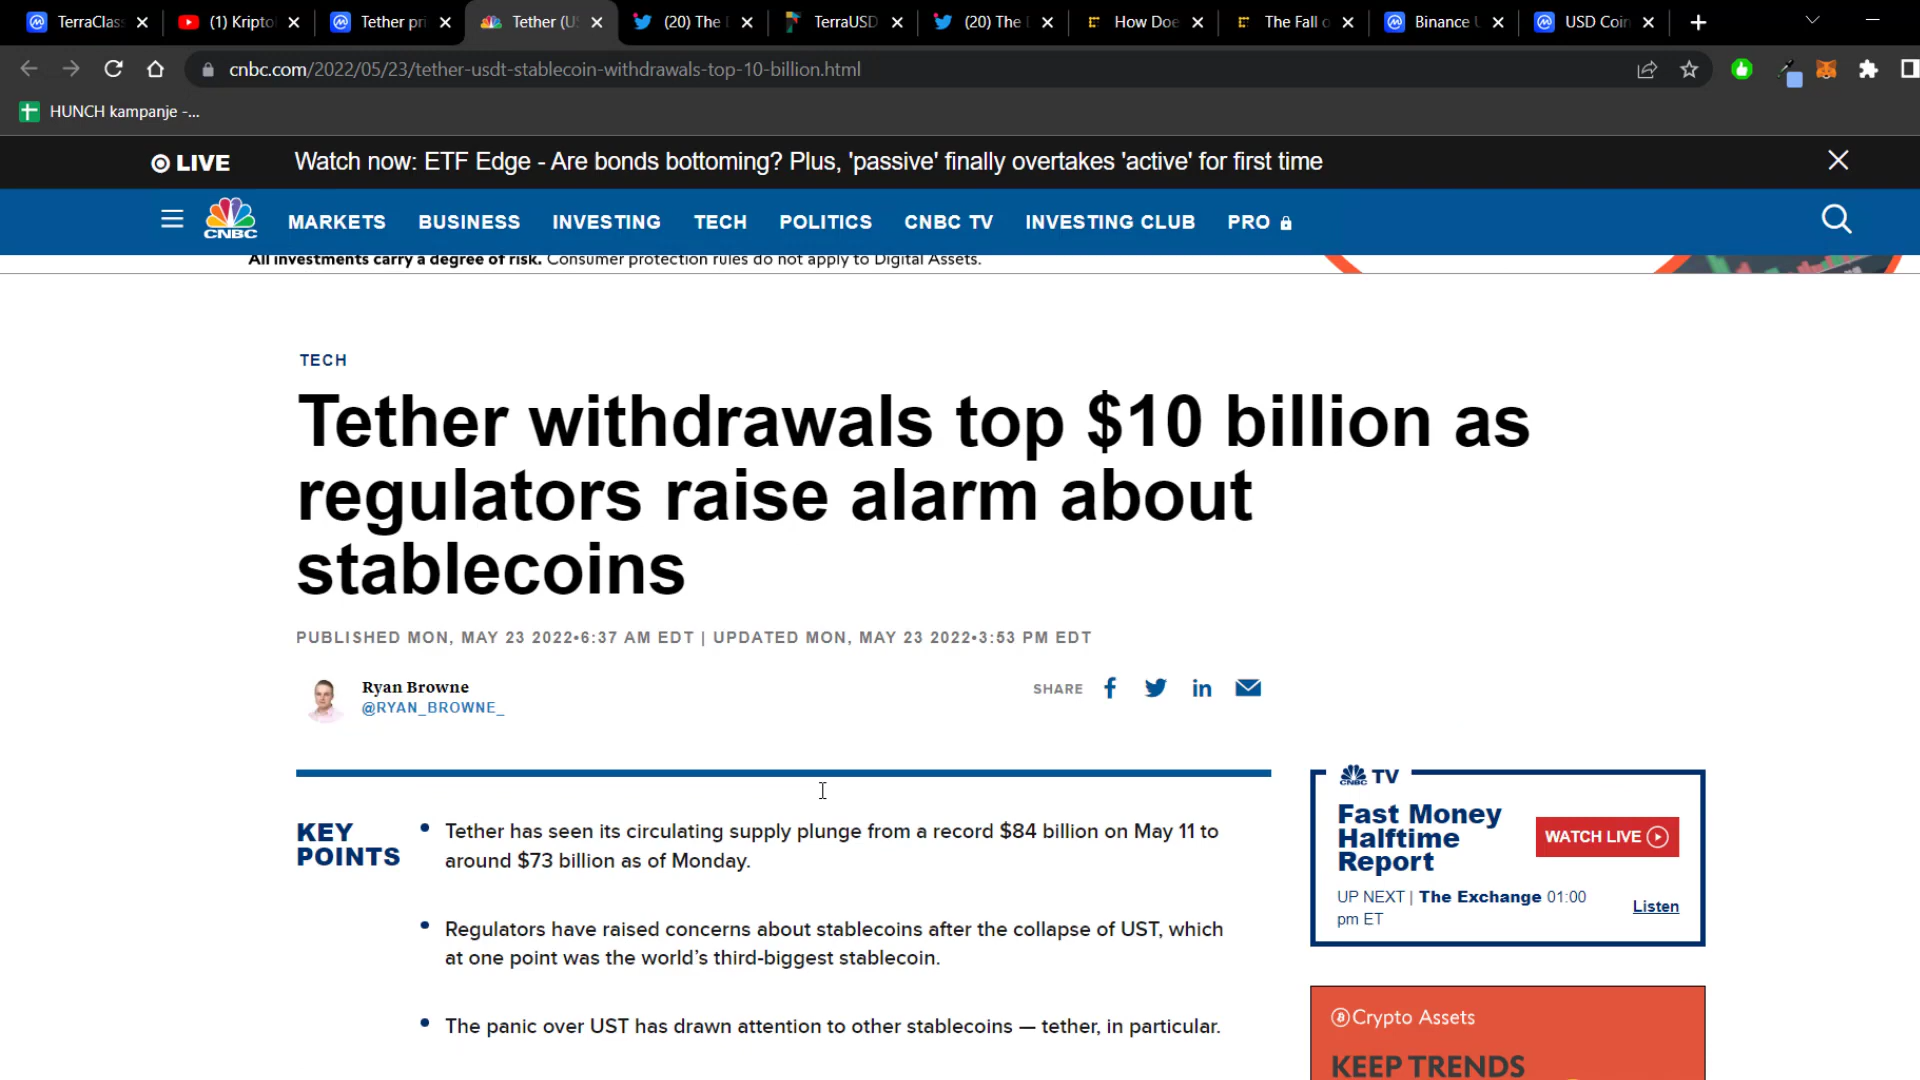 TerraClas
(1) Kripto
Tether pri
Tether (US
(20) The
TerraUSD
(20) The
How Doe
The Fall o
Binance U
USD Coin
cnbc.com/2022/05/23/tether-usdt-stablecoin-withdrawals-top-10-billion.html
HUNCH kampanje -...
LIVE
Watch now: ETF Edge - Are bonds bottoming? Plus, 'passive' finally overtakes 'active' for first time
CNBC
MARKETS
BUSINESS
INVESTING
TECH
POLITICS
CNBC TV
INVESTING CLUB
PRO
All investments carry a degree of risk. Consumer protection rules do not apply to Digital Assets.
TECH
Tether withdrawals top $10 billion as
regulators raise alarm about
stablecoins
PUBLISHED MON, MAY 23 2022•6:37 AM EDT | UPDATED MON, MAY 23 2022•3:53 PM EDT
Ryan Browne
@RYAN_BROWNE_
SHARE
KEY
POINTS
• Tether has seen its circulating supply plunge from a record $84 billion on May 11 to
around $73 billion as of Monday.
• Regulators have raised concerns about stablecoins after the collapse of UST, which
at one point was the world’s third-biggest stablecoin.
• The panic over UST has drawn attention to other stablecoins — tether, in particular.
CNBC TV
Fast Money
Halftime
Report
WATCH LIVE
UP NEXT | The Exchange 01:00
pm ET
Listen
Crypto Assets
KEEP TRENDS